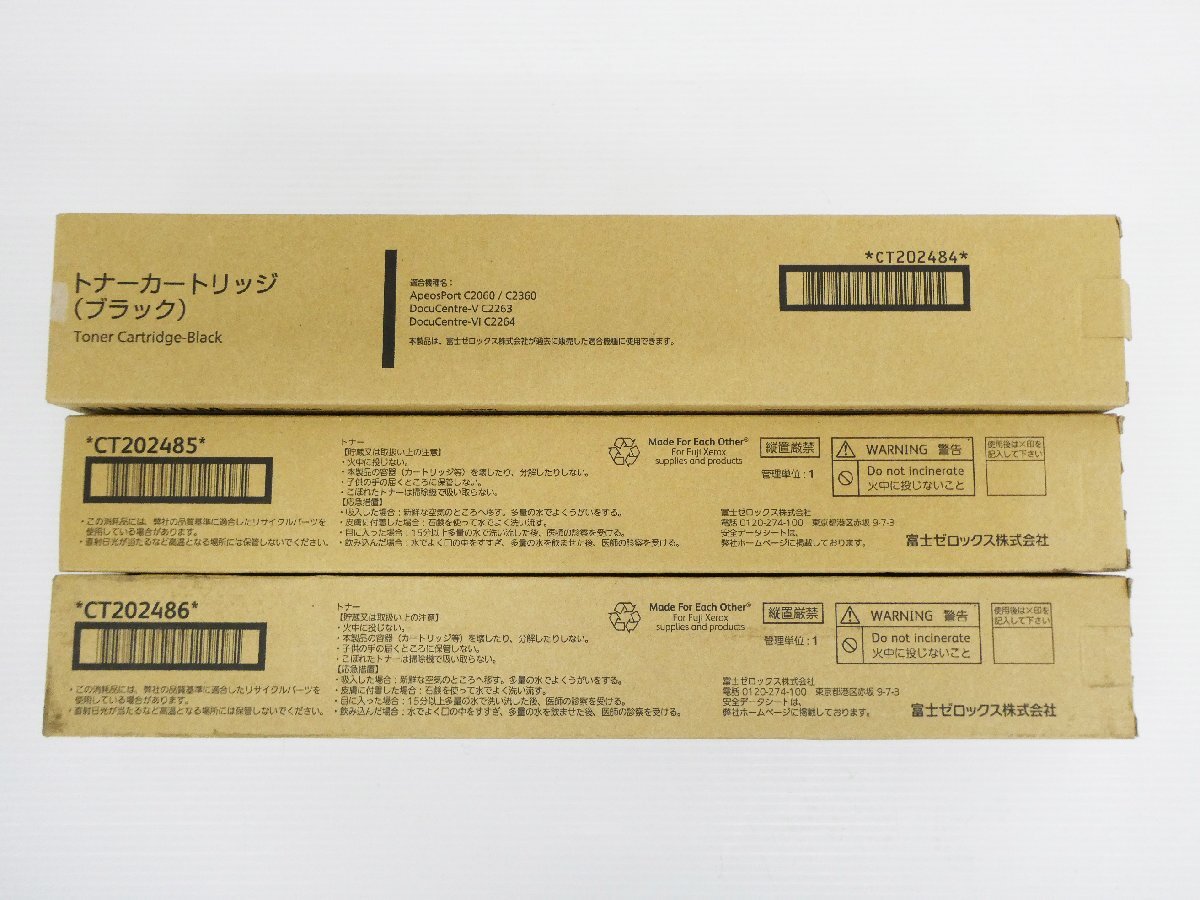 トナーカートリッジ
（ブラック）
Toner Cartridge-Black
適合機種名：
ApeosPort C2060 / C2360
DocuCentre-V C2263
DocuCentre-VI C2264
本製品は、富士ゼロックス株式会社が過去に販売した適合機種に使用できます。
*CT202484*
*CT202485*
・この消耗品には、弊社の品質基準に適合したリサイクルパーツを
使用している場合があります。
・直射日光が当たるなど高温となる場所には保管しないでください。
トナー
【貯蔵又は取扱い上の注意】
・火中に投じない。
・本製品の容器（カートリッジ等）を壊したり、分解したりしない。
・子供の手の届くところに保管しない。
・こぼれたトナーは掃除機で吸い取らない。
【応急措置】
・吸入した場合：新鮮な空気のところへ移す。多量の水でよくうがいをする。
・皮膚に付着した場合：石鹸を使って水でよく洗い流す。
・目に入った場合：15分以上多量の水で洗い流した後、医師の診察を受ける。
・飲み込んだ場合：水でよく口の中をすすぎ、多量の水を飲ませた後、医師の診察を受ける。
Made For Each Other®
For Fuji Xerox
supplies and products
縦置厳禁
管理単位：1
WARNING 警告
Do not incinerate
火中に投じないこと
使用後は×印を
記入して下さい
富士ゼロックス株式会社
電話 0120-274-100 東京都港区赤坂 9-7-3
安全データシートは、
弊社ホームページに掲載しております。
富士ゼロックス株式会社
*CT202486*
・この消耗品には、弊社の品質基準に適合したリサイクルパーツを
使用している場合があります。
・直射日光が当たるなど高温となる場所には保管しないでください。
トナー
【貯蔵又は取扱い上の注意】
・火中に投じない。
・本製品の容器（カートリッジ等）を壊したり、分解したりしない。
・子供の手の届くところに保管しない。
・こぼれたトナーは掃除機で吸い取らない。
【応急措置】
・吸入した場合：新鮮な空気のところへ移す。多量の水でよくうがいをする。
・皮膚に付着した場合：石鹸を使って水でよく洗い流す。
・目に入った場合：15分以上多量の水で洗い流した後、医師の診察を受ける。
・飲み込んだ場合：水でよく口の中をすすぎ、多量の水を飲ませた後、医師の診察を受ける。
Made For Each Other®
For Fuji Xerox
supplies and products
縦置厳禁
管理単位：1
WARNING 警告
Do not incinerate
火中に投じないこと
使用後は×印を
記入して下さい
富士ゼロックス株式会社
電話 0120-274-100 東京都港区赤坂 9-7-3
安全データシートは、
弊社ホームページに掲載しております。
富士ゼロックス株式会社